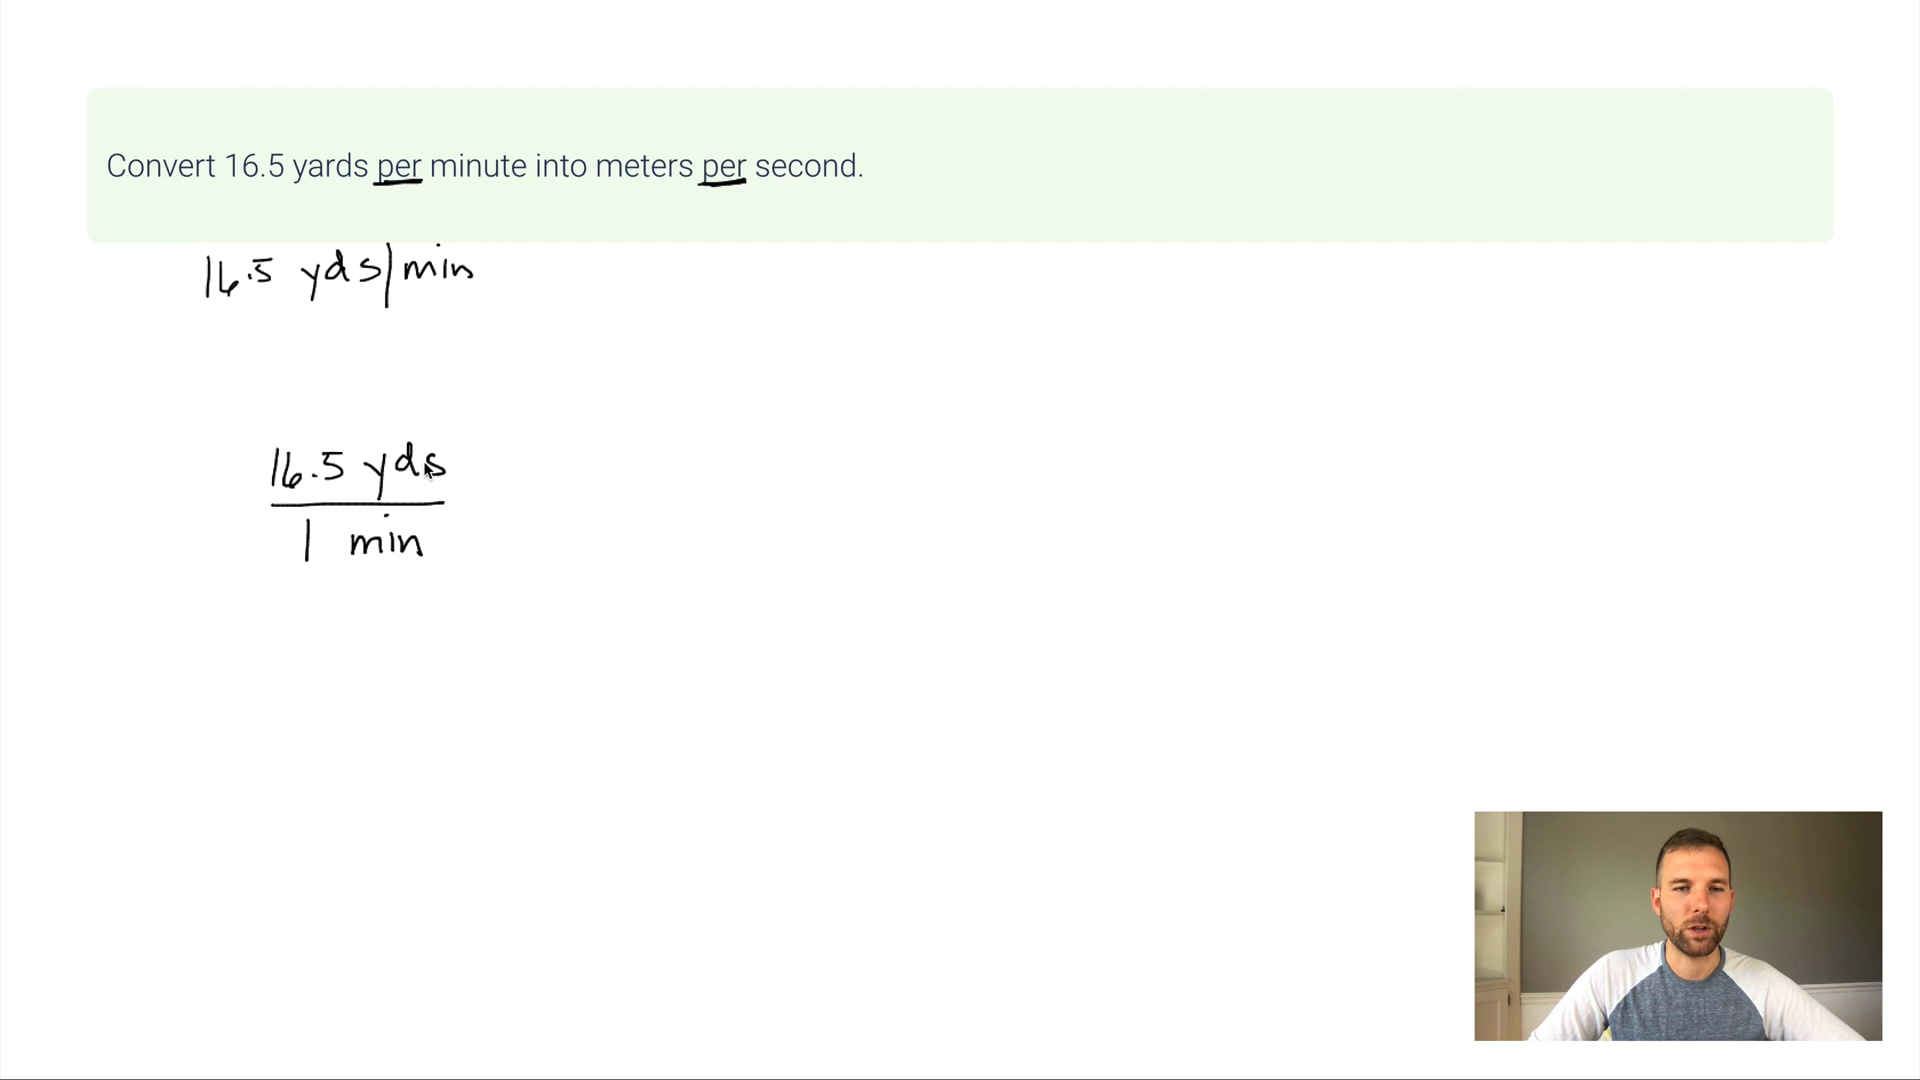 Convert 16.5 yards per minute into meters per second.
16.5 yds/min
16.5 yds
1 min